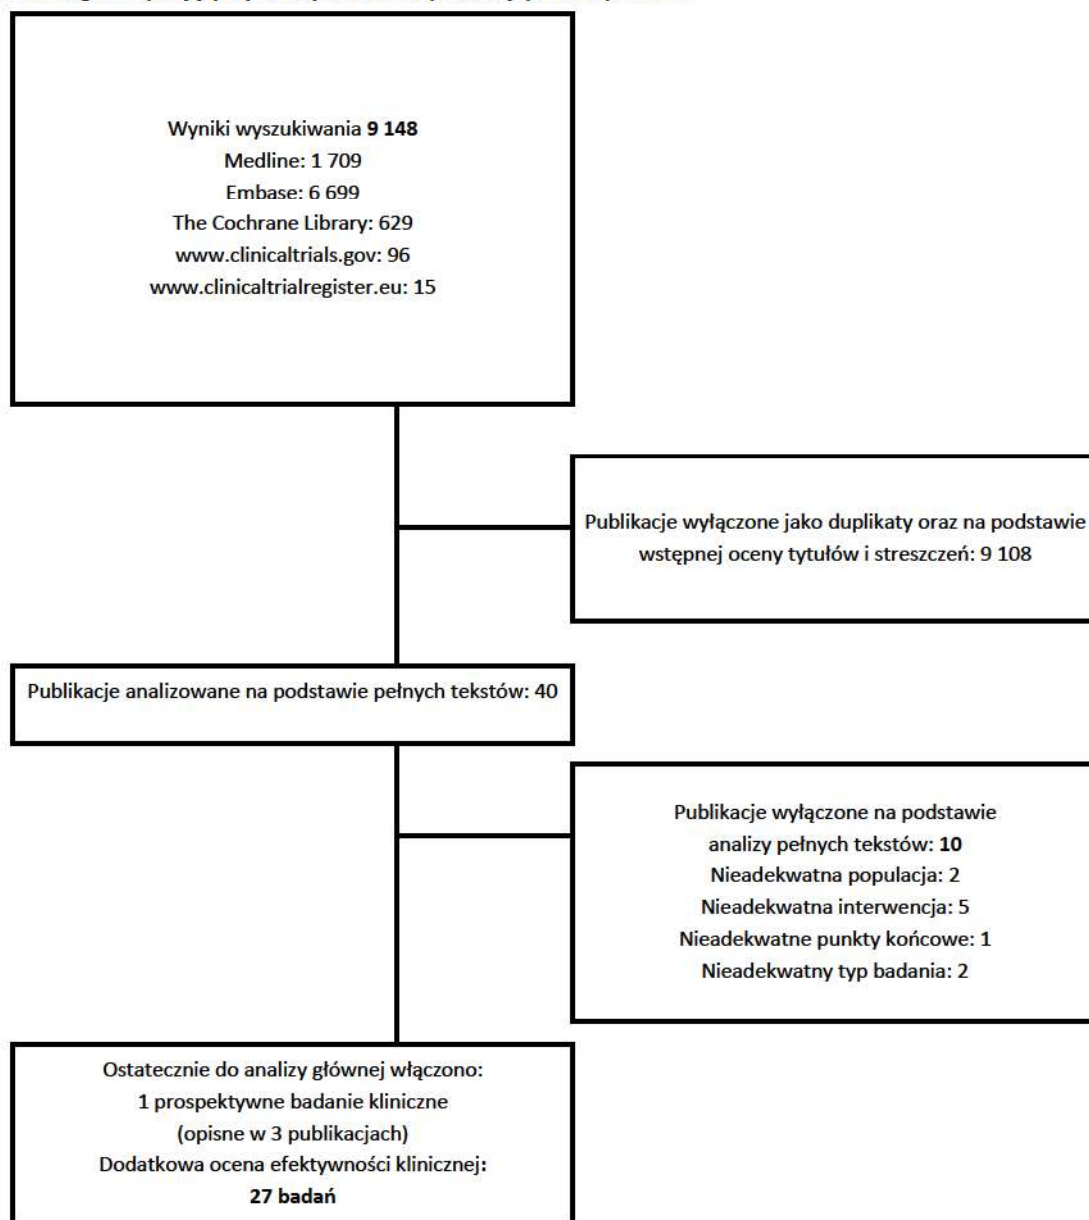 Wyniki wyszukiwania 9 148
Medline: 1 709
Embase: 6 699
The Cochrane Library: 629
www.clinicaltrials.gov: 96
www.clinicaltrialregister.eu: 15
Publikacje wyłączone jako duplikaty oraz na podstawie
wstępnej oceny tytułów i streszczeń: 9 108
Publikacje analizowane na podstawie pełnych tekstów: 40
Publikacje wyłączone na podstawie
analizy pełnych tekstów: 10
Nieadekwatna populacja: 2
Nieadekwatna interwencja: 5
Nieadekwatne punkty końcowe: 1
Nieadekwatny typ badania: 2
Ostatecznie do analizy głównej włączono:
1 prospektywne badanie kliniczne
(opisne w 3 publikacjach)
Dodatkowa ocena efektywności klinicznej:
27 badań